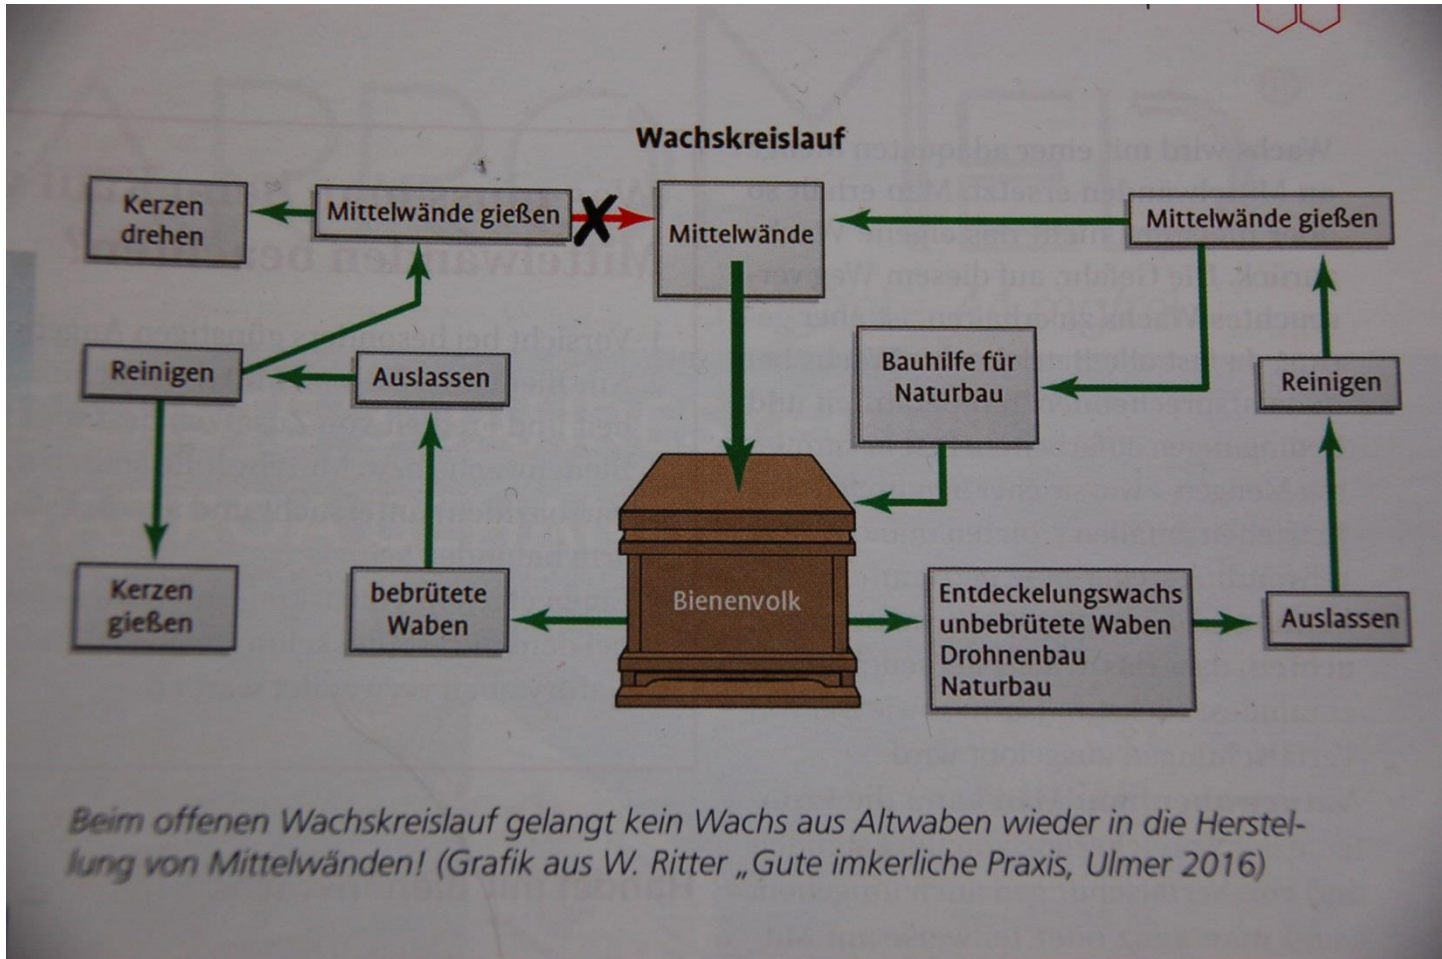 Wachskreislauf
Kerzen
drehen
Mittelwände gießen
Mittelwände
Mittelwände gießen
Reinigen
Auslassen
Bauhilfe für
Naturbau
Reinigen
Kerzen
gießen
bebrütete
Waben
Bienenvolk
Entdeckelungswachs
unbebrütete Waben
Drohnenbau
Naturbau
Auslassen
Beim offenen Wachskreislauf gelangt kein Wachs aus Altwaben wieder in die Herstel-
lung von Mittelwänden! (Grafik aus W. Ritter „Gute imkerliche Praxis, Ulmer 2016)